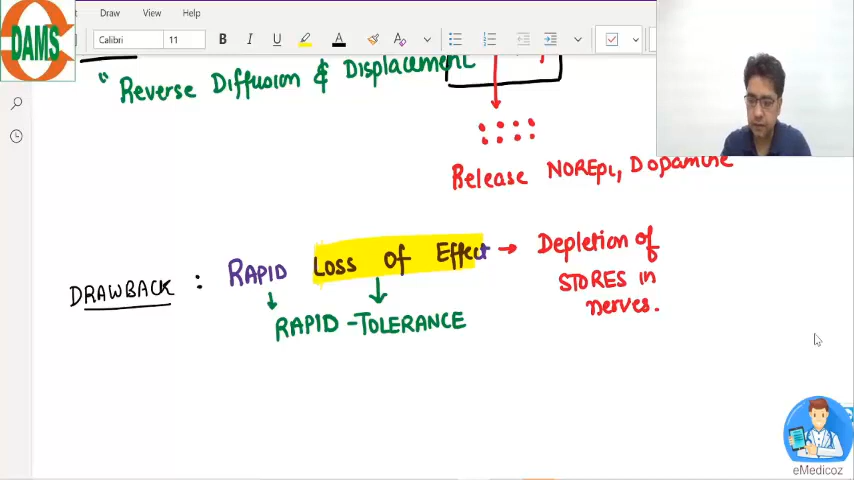 DAMS
Draw View Help
Calibri 11 B I U A
" Reverse Diffusion & Displacement
Release NOREpi, Dopamine
DRAWBACK : RAPID Loss of Effect → Depletion of
STORES in
nerves.
RAPID - TOLERANCE
eMedicoz